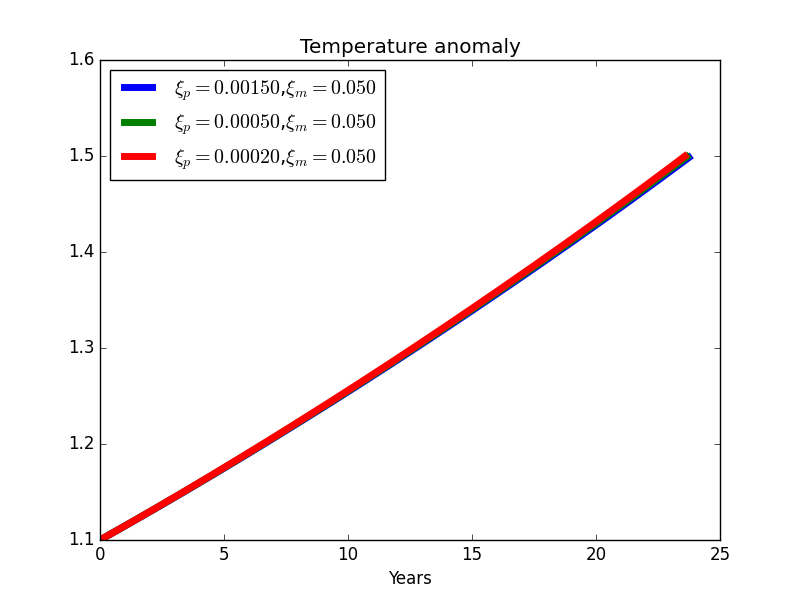 Temperature anomaly
1.6
ξp = 0.00150,ξm = 0.050
ξp = 0.00050,ξm = 0.050
ξp = 0.00020,ξm = 0.050
1.5
1.4
1.3
1.2
1.1
0 5 10 15 20 25
Years